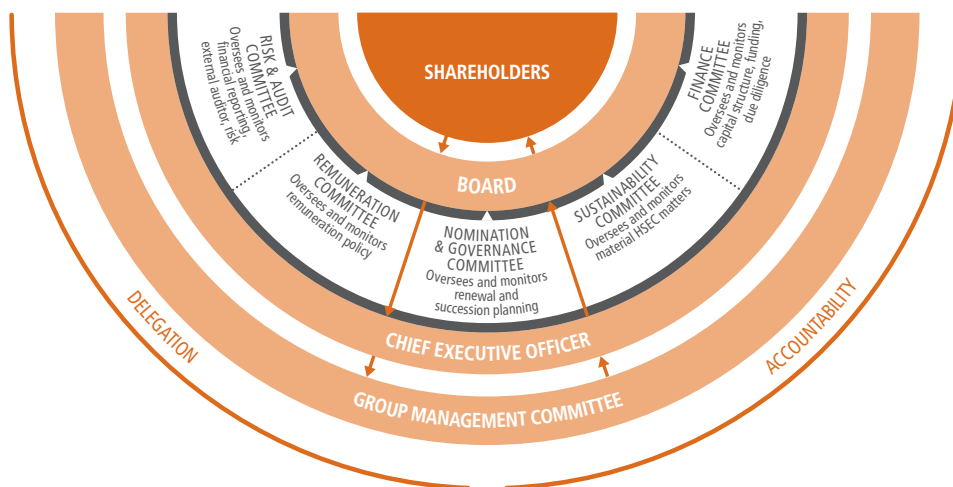 SHAREHOLDERS
BOARD
RISK & AUDIT
COMMITTEE
Oversees and monitors
financial reporting,
external auditor, risk
REMUNERATION
COMMITTEE
Oversees and monitors
remuneration policy
NOMINATION
& GOVERNANCE
COMMITTEE
Oversees and monitors
renewal and
succession planning
SUSTAINABILITY
COMMITTEE
Oversees and monitors
material HSEC matters
FINANCE
COMMITTEE
Oversees and monitors
capital structure, funding,
due diligence
CHIEF EXECUTIVE OFFICER
GROUP MANAGEMENT COMMITTEE
DELEGATION
ACCOUNTABILITY